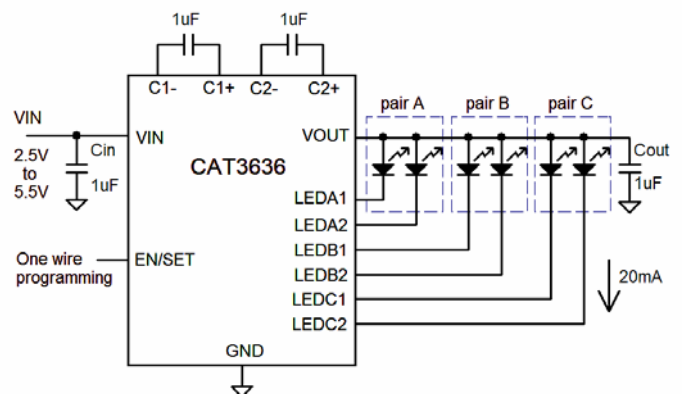 1uF
1uF
C1-
C1+
C2-
C2+
pair A
pair B
pair C
VIN
VIN
VOUT
2.5V
to
5.5V
Cin
1uF
CAT3636
Cout
1uF
LEDA1
LEDA2
LEDB1
LEDB2
LEDC1
LEDC2
One wire
programming
EN/SET
20mA
GND